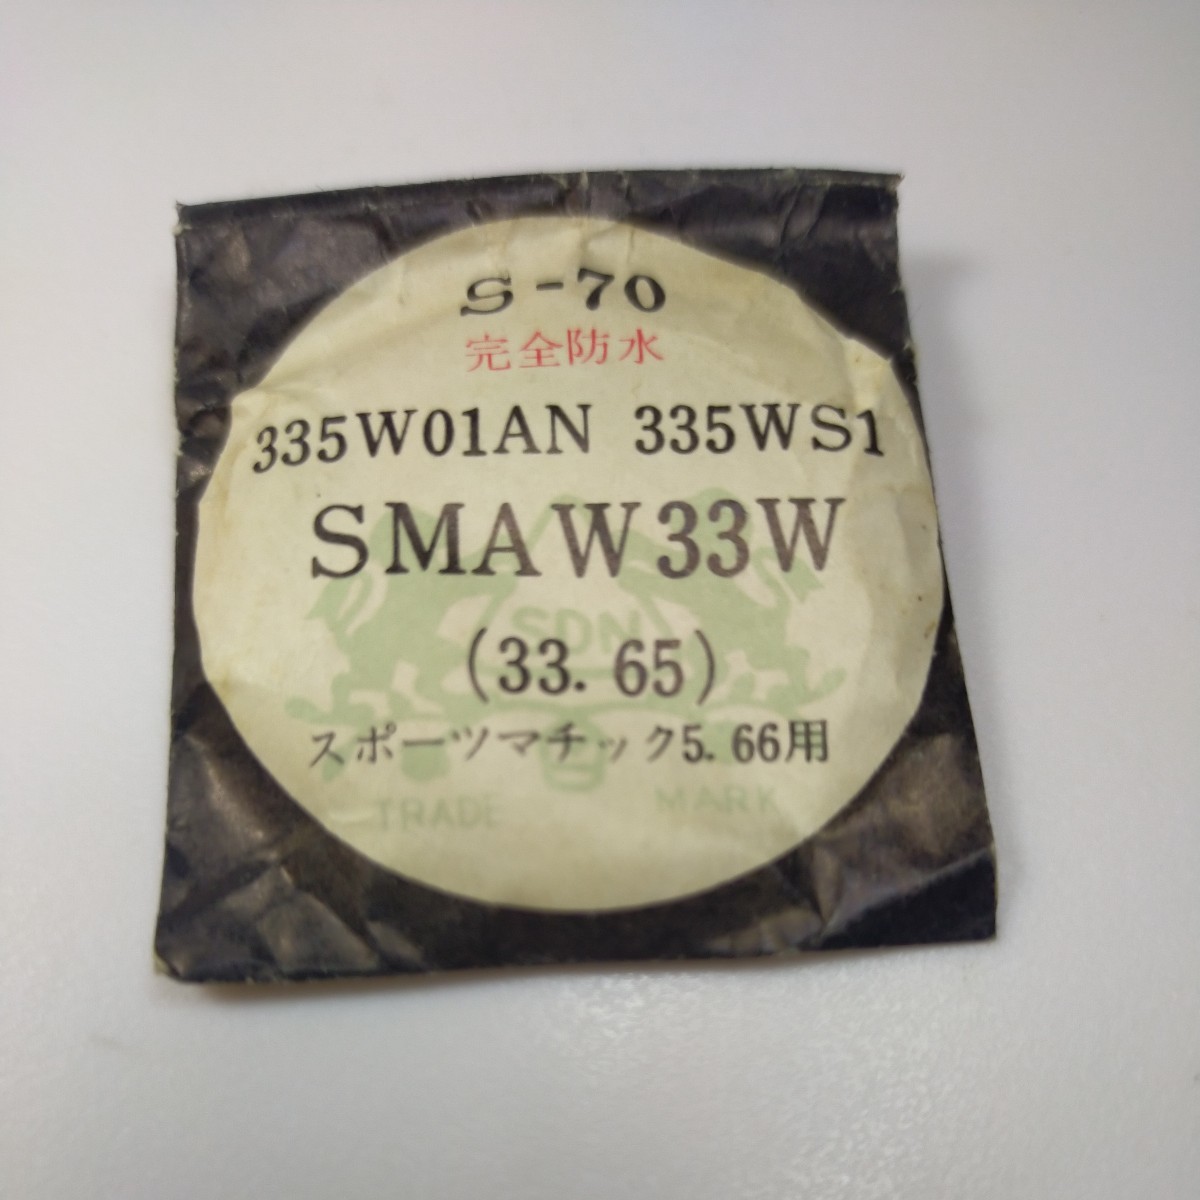 S-70
完全防水
335W01AN 335WS1
SMAW33W
SDN
(33. 65)
スポーツマチック5. 66用
TRADE MARK